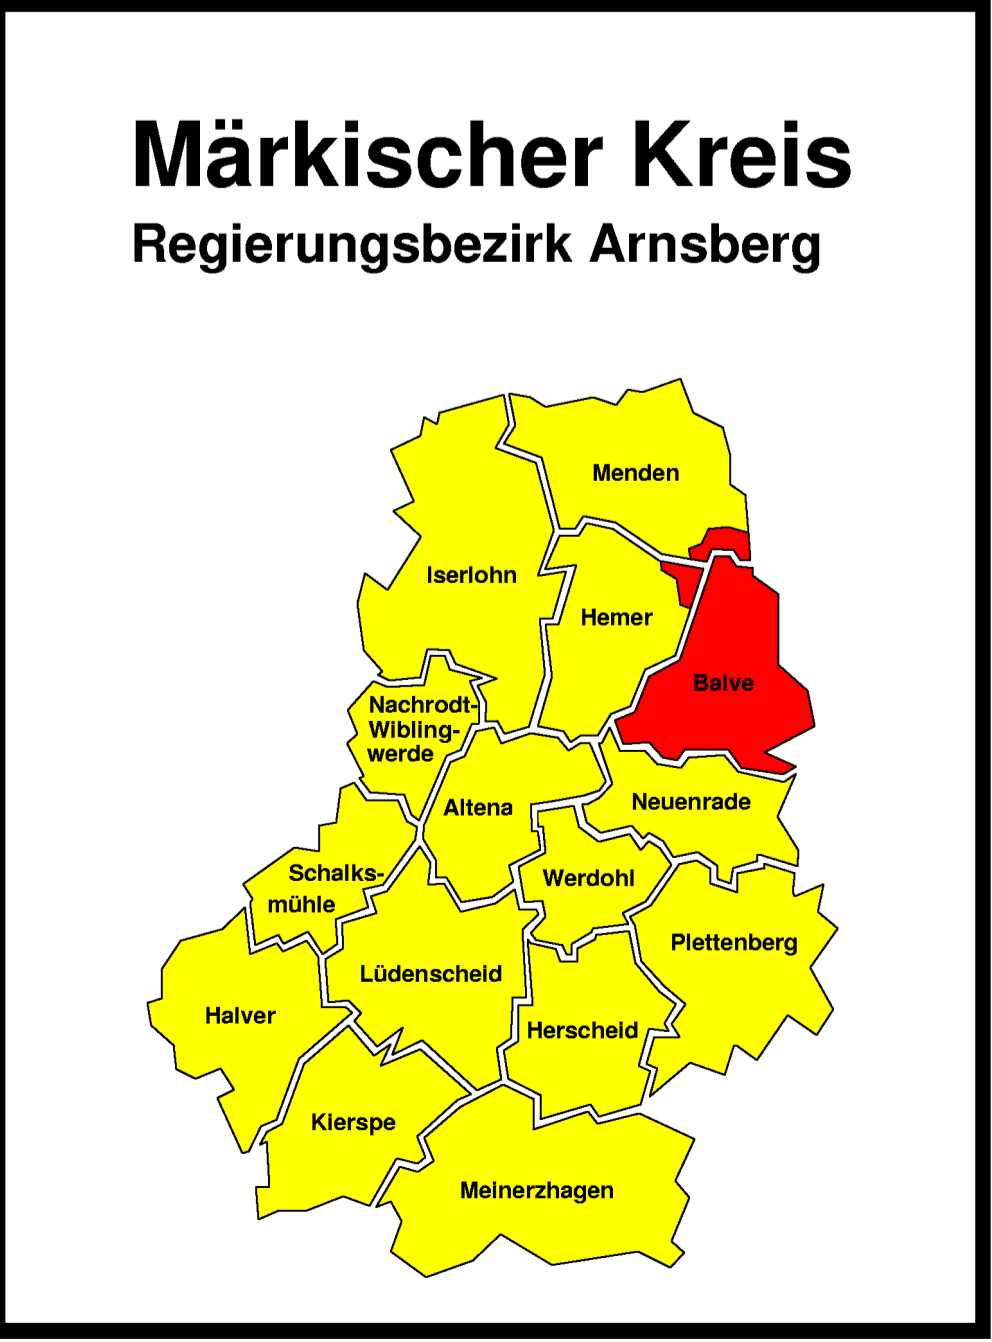 Märkischer Kreis
Regierungsbezirk Arnsberg
Menden
Iserlohn
Hemer
Balve
Nachrodt-
Wibling-
werde
Altena
Neuenrade
Schalks-
mühle
Werdohl
Plettenberg
Lüdenscheid
Halver
Herscheid
Kierspe
Meinerzhagen